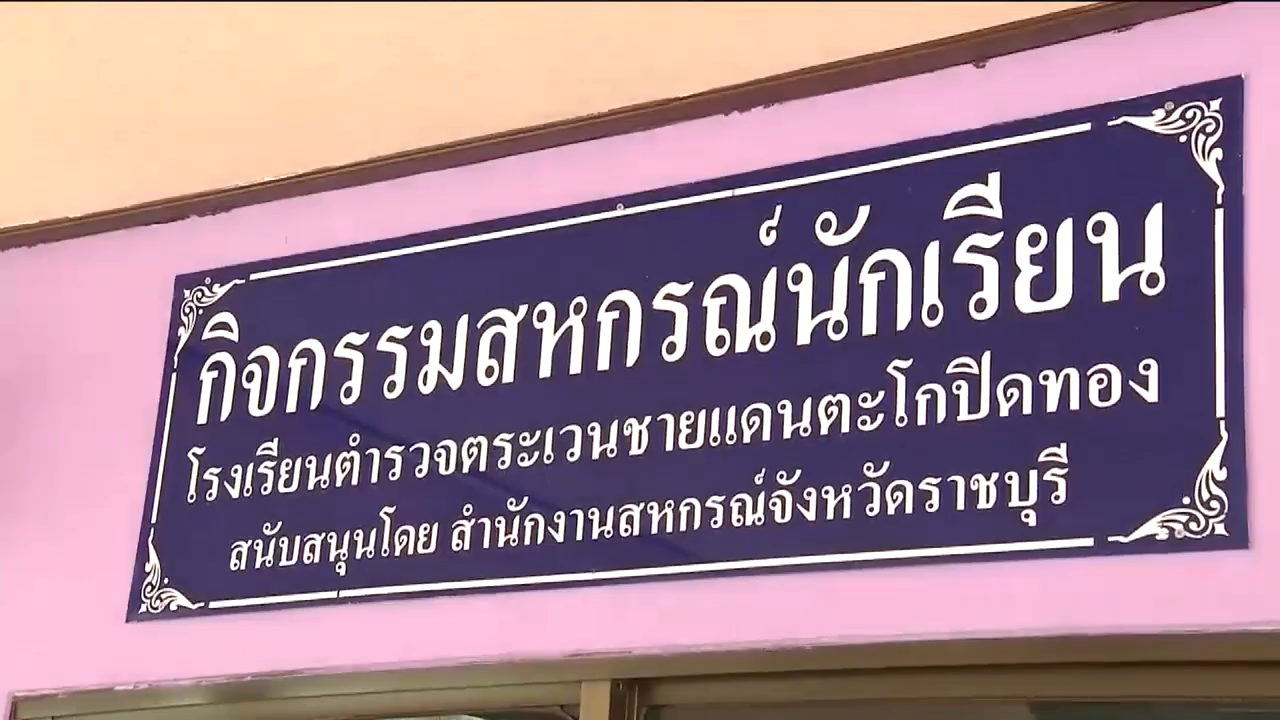 กิจกรรมสหกรณ์นักเรียน
โรงเรียนตำรวจตระเวนชายแดนตะโกปิดทอง
สนับสนุนโดย สำนักงานสหกรณ์จังหวัดราชบุรี